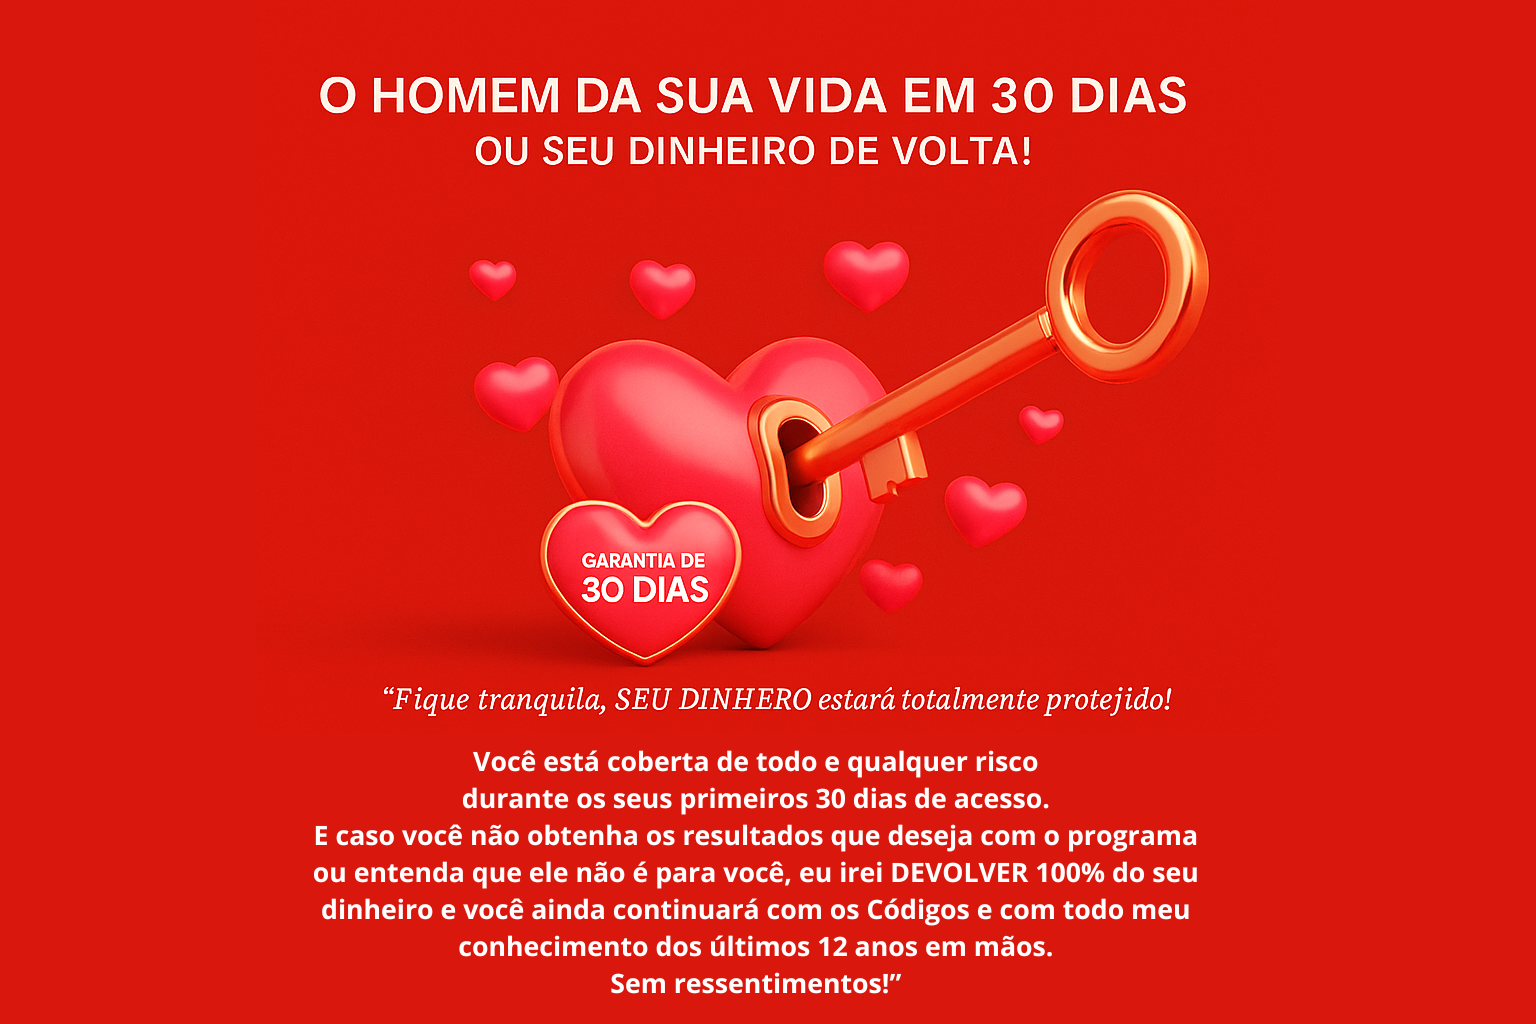 O HOMEM DA SUA VIDA EM 30 DIAS
OU SEU DINHEIRO DE VOLTA!
GARANTIA DE
30 DIAS
“Fique tranquila, SEU DINHERO estará totalmente protejido!
Você está coberta de todo e qualquer risco
durante os seus primeiros 30 dias de acesso.
E caso você não obtenha os resultados que deseja com o programa
ou entenda que ele não é para você, eu irei DEVOLVER 100% do seu
dinheiro e você ainda continuará com os Códigos e com todo meu
conhecimento dos últimos 12 anos em mãos.
Sem ressentimentos!”